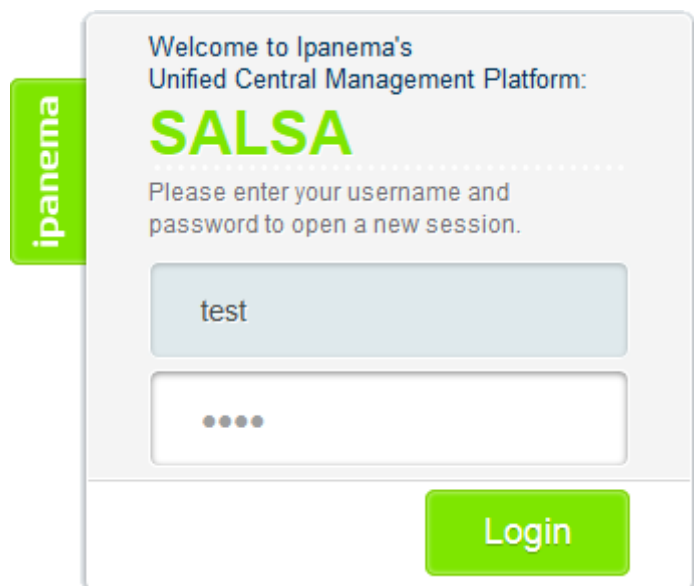 Welcome to Ipanema's
Unified Central Management Platform:
SALSA
ipanema
Please enter your username and
password to open a new session.
test
••••
Login